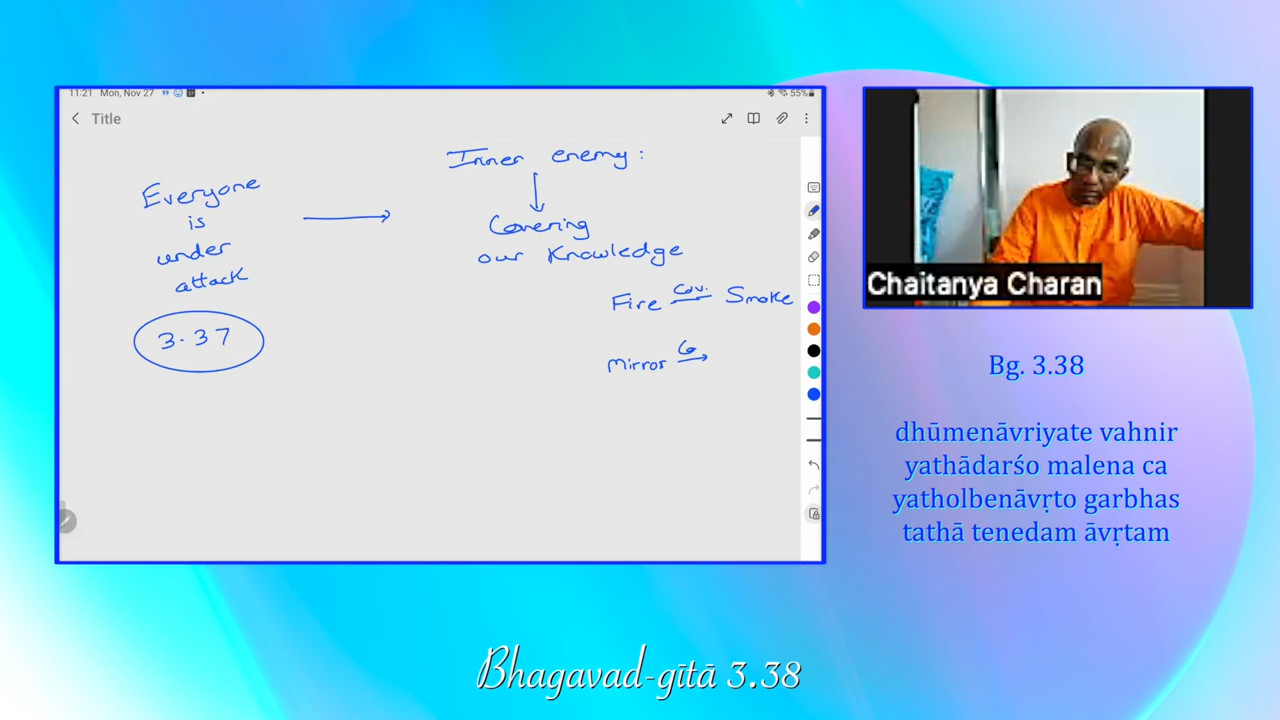 11:21 Mon, Nov 27
55%
Title
Everyone
is
under
attack
3.37
Inner enemy:
Covering
our Knowledge
Fire Cov. Smoke
Mirror Co
Chaitanya Charan
Bg. 3.38
dhūmenāvriyate vahnir
yathādarśo malena ca
yatholbenāvṛto garbhas
tathā tenedam āvṛtam
Bhagavad-gītā 3.38